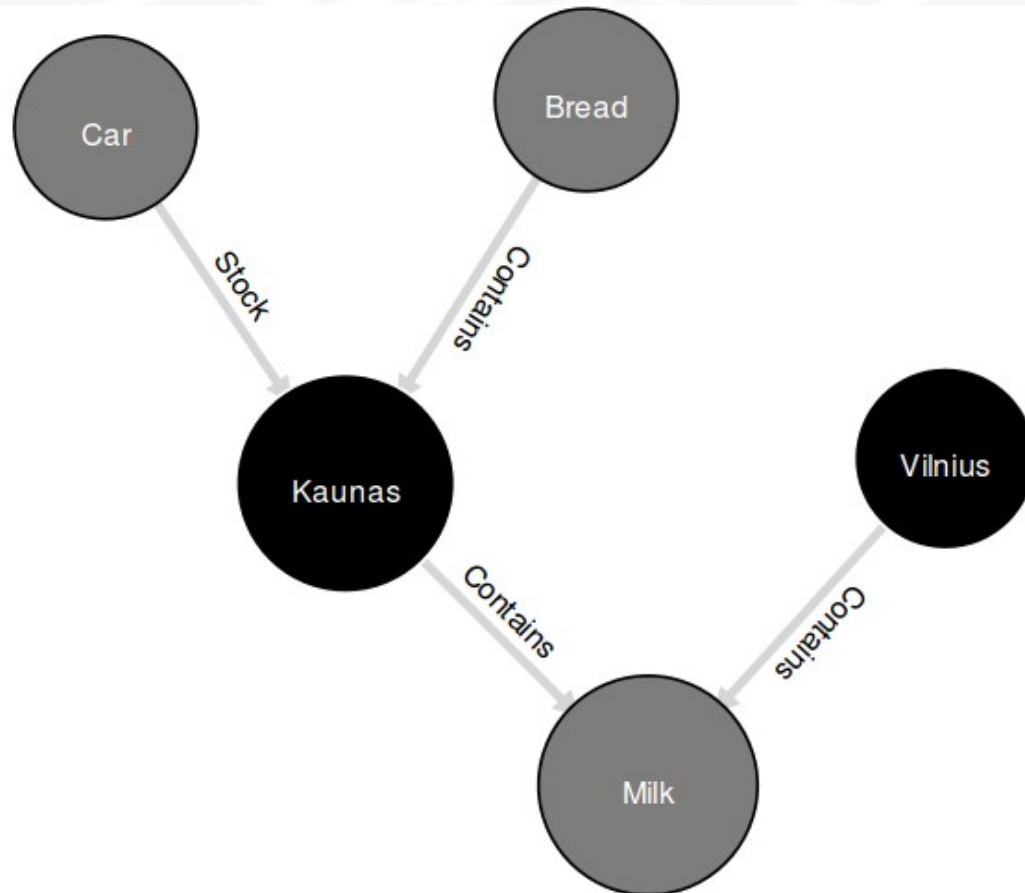 Car
Bread
Stock
Contains
Kaunas
Vilnius
Contains
Contains
Milk